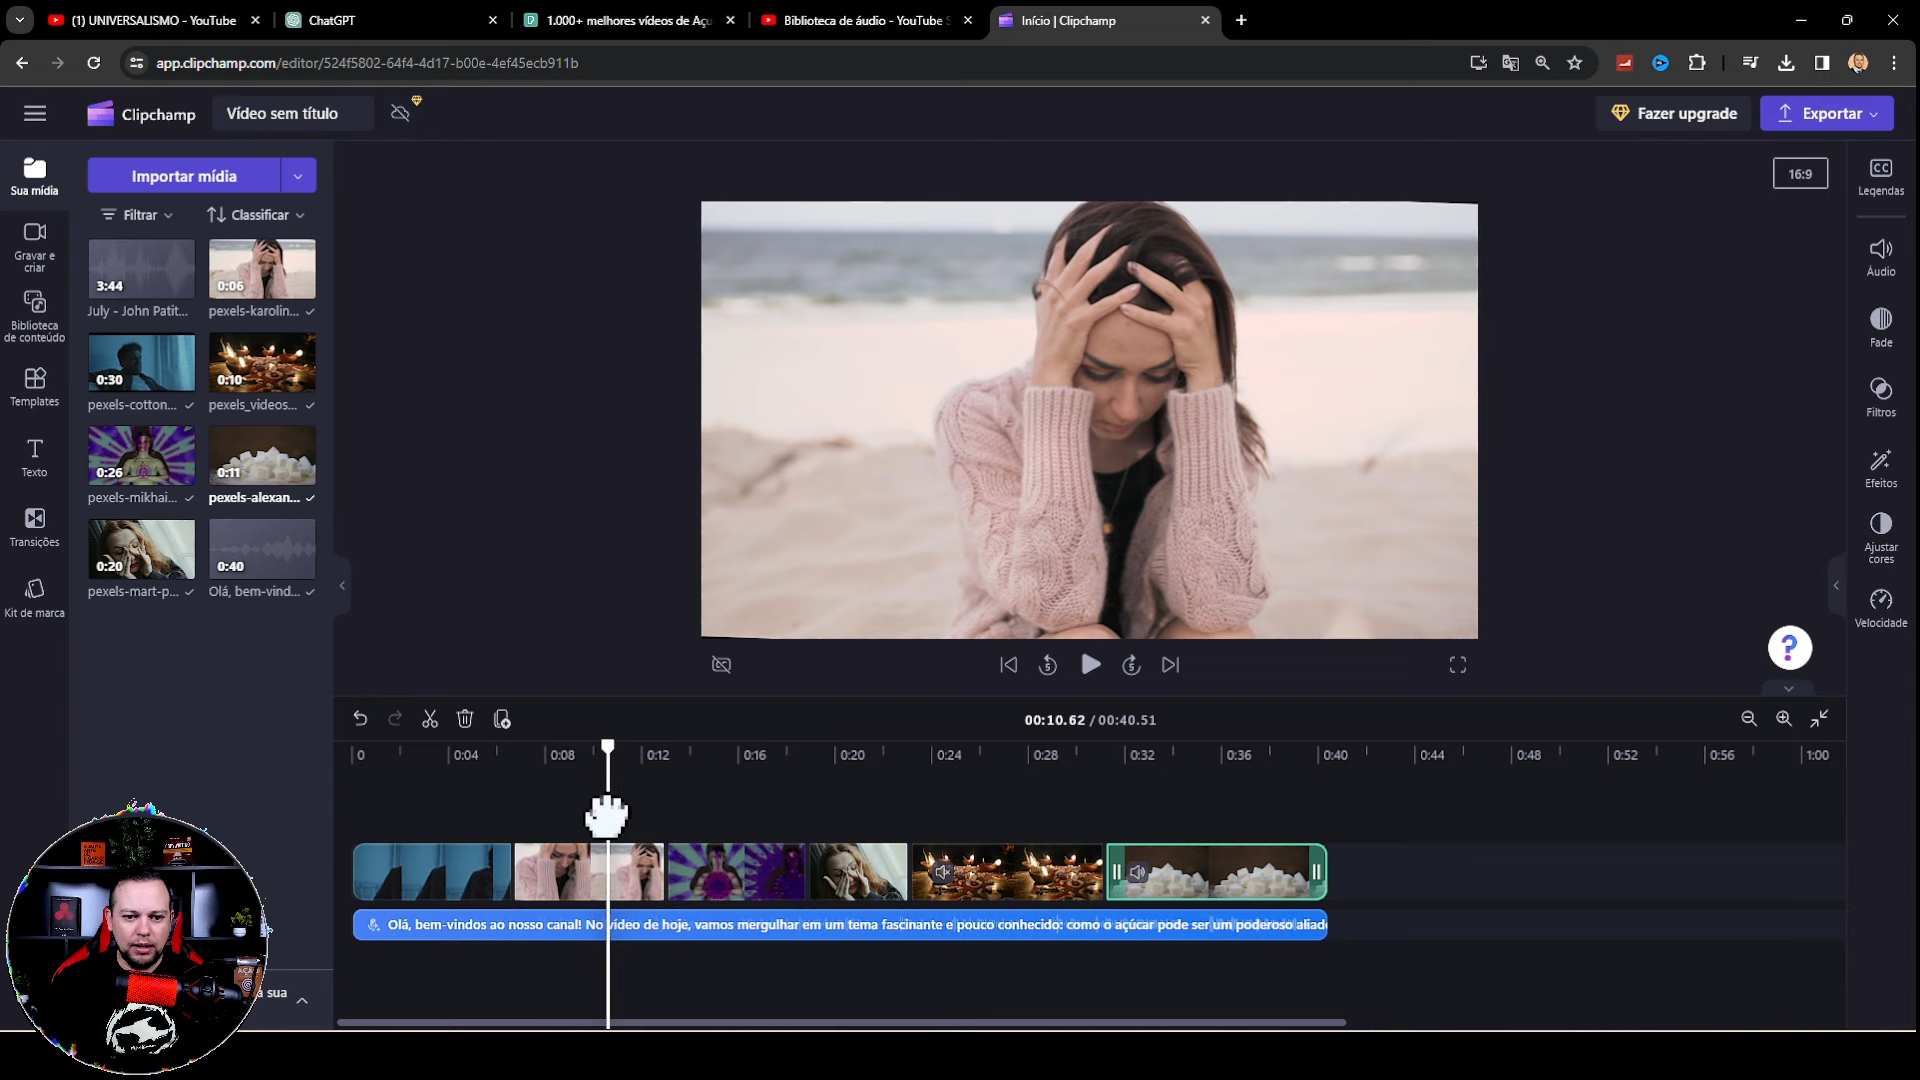 (1) UNIVERSALISMO - YouTube
ChatGPT
1.000+ melhores vídeos de Açu
Biblioteca de áudio - YouTube S
Início | Clipchamp
app.clipchamp.com/editor/524f5802-64f4-4d17-b00e-4ef45ecb911b
Clipchamp
Vídeo sem título
Fazer upgrade
Exportar
Sua mídia
Importar mídia
16:9
Legendas
Filtrar
Classificar
Gravar e
criar
3:44
0:06
Áudio
July - John Patit...
pexels-karolin...
Biblioteca
de conteúdo
Fade
0:30
0:10
Templates
pexels-cotton...
pexels_videos...
Filtros
Texto
0:26
0:11
Efeitos
pexels-mikhai...
pexels-alexan...
Transições
Ajustar
cores
0:20
0:40
pexels-mart-p...
Olá, bem-vind...
Kit de marca
Velocidade
?
5
5
00:10.62 / 00:40.51
0
0:04
0:08
0:12
0:16
0:20
0:24
0:28
0:32
0:36
0:40
0:44
0:48
0:52
0:56
1:00
Olá, bem-vindos ao nosso canal! No vídeo de hoje, vamos mergulhar em um tema fascinante e pouco conhecido: como o açúcar pode ser um poderoso aliad
a sua